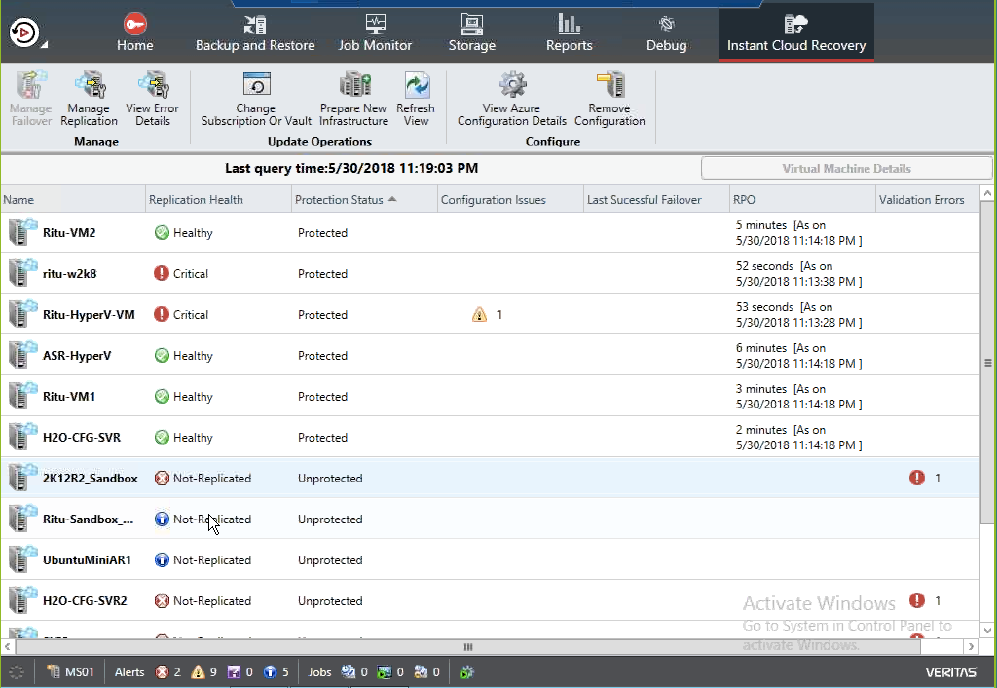 Home
Backup and Restore
Job Monitor
Storage
Reports
Debug
Instant Cloud Recovery
Manage Failover
Manage Replication
View Error Details
Change Subscription Or Vault
Prepare New Infrastructure
Refresh View
View Azure Configuration Details
Remove Configuration
Manage
Update Operations
Configure
Last query time:5/30/2018 11:19:03 PM
Virtual Machine Details
Name Replication Health Protection Status Configuration Issues Last Sucessful Failover RPO Validation Errors
Ritu-VM2 Healthy Protected 5 minutes [As on
5/30/2018 11:14:18 PM ]
ritu-w2k8 Critical Protected 52 seconds [As on
5/30/2018 11:13:38 PM ]
Ritu-HyperV-VM Critical Protected 1 53 seconds [As on
5/30/2018 11:13:28 PM ]
ASR-HyperV Healthy Protected 6 minutes [As on
5/30/2018 11:14:18 PM ]
Ritu-VM1 Healthy Protected 3 minutes [As on
5/30/2018 11:14:18 PM ]
H2O-CFG-SVR Healthy Protected 2 minutes [As on
5/30/2018 11:14:18 PM ]
2K12R2_Sandbox Not-Replicated Unprotected 1
Ritu-Sandbox_... Not-Replicated Unprotected
UbuntuMiniAR1 Not-Replicated Unprotected
H2O-CFG-SVR2 Not-Replicated Unprotected 1
Activate Windows
Go to System in Control Panel to
activate Windows.
MS01 Alerts 2 9 0 5 Jobs 0 0 0
VERITAS